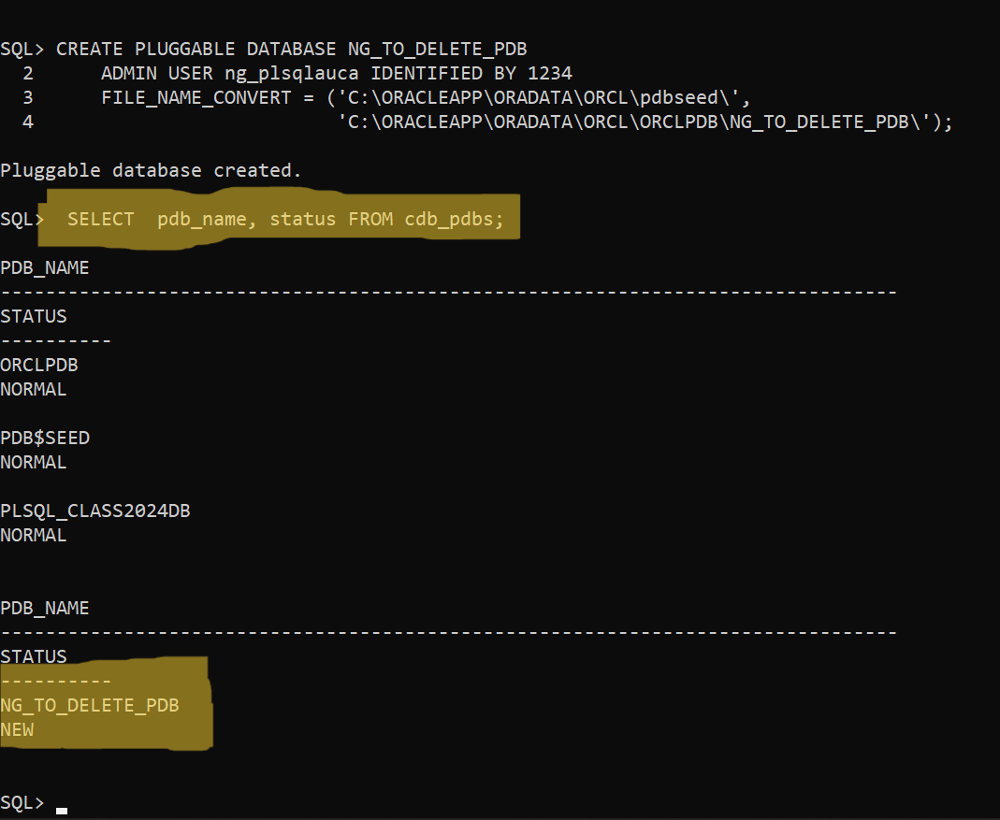 SQL> CREATE PLUGGABLE DATABASE NG_TO_DELETE_PDB
  2      ADMIN USER ng_plsqlauca IDENTIFIED BY 1234
  3      FILE_NAME_CONVERT = ('C:\ORACLEAPP\ORADATA\ORCL\pdbseed\',
  4                           'C:\ORACLEAPP\ORADATA\ORCL\ORCLPDB\NG_TO_DELETE_PDB\');
Pluggable database created.
SQL>  SELECT  pdb_name, status FROM cdb_pdbs;
PDB_NAME
--------------------------------------------------------------------------------
STATUS
----------
ORCLPDB
NORMAL
PDB$SEED
NORMAL
PLSQL_CLASS2024DB
NORMAL
PDB_NAME
--------------------------------------------------------------------------------
STATUS
----------
NG_TO_DELETE_PDB
NEW
SQL>